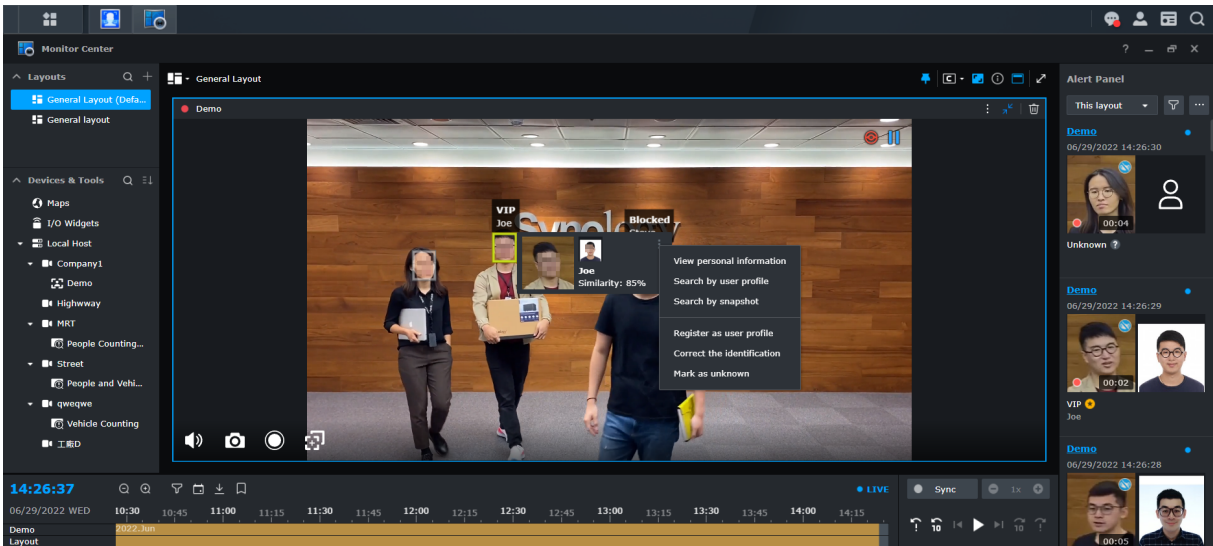 Monitor Center
Layouts
General Layout (Defa...
General layout
Devices & Tools
Maps
I/O Widgets
Local Host
Company1
Demo
Highwway
MRT
People Counting...
Street
People and Vehi...
qweqwe
Vehicle Counting
工廠D
General Layout
C
Demo
VIP
Joe
Synology
Blocked
Joe
Similarity: 85%
View personal information
Search by user profile
Search by snapshot
Register as user profile
Correct the identification
Mark as unknown
Alert Panel
This layout
Demo
06/29/2022 14:26:30
00:04
Unknown ?
Demo
06/29/2022 14:26:29
00:02
VIP
Joe
Demo
06/29/2022 14:26:28
00:05
14:26:37
LIVE
Sync
1x
06/29/2022 WED
10:30 10:45 11:00 11:15 11:30 11:45 12:00 12:15 12:30 12:45 13:00 13:15 13:30 13:45 14:00 14:15
10
10
Demo
2022.Jun
Layout